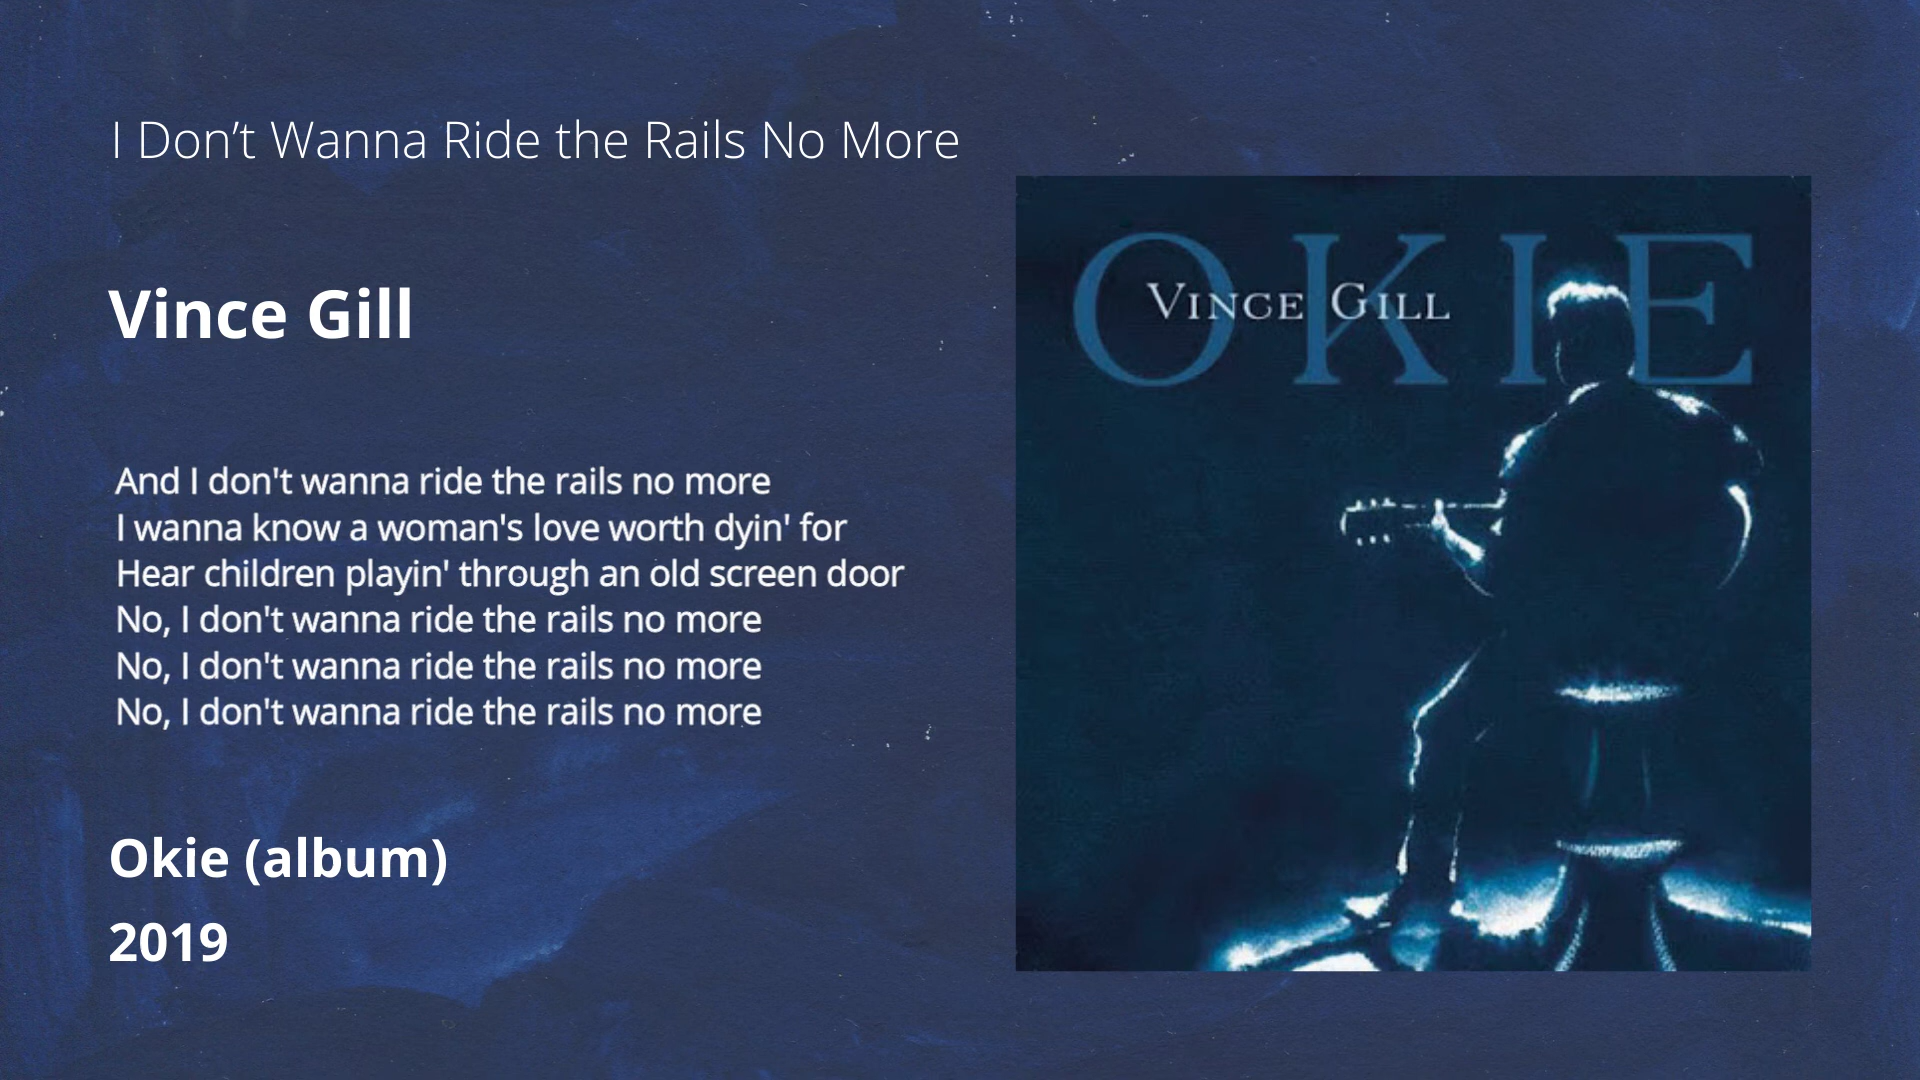 I Don’t Wanna Ride the Rails No More
Vince Gill
And I don't wanna ride the rails no more
I wanna know a woman's love worth dyin' for
Hear children playin' through an old screen door
No, I don't wanna ride the rails no more
No, I don't wanna ride the rails no more
No, I don't wanna ride the rails no more
Okie (album)
2019
OKIE
VINCE GILL